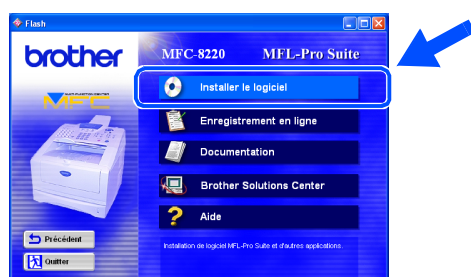 Flash
brother
MFC-8220 MFL-Pro Suite
MFC
Installer le logiciel
Enregistrement en ligne
Documentation
Brother Solutions Center
Aide
Précédent
Quitter
Installation de logiciel MFL-Pro Suite et d'autres applications.